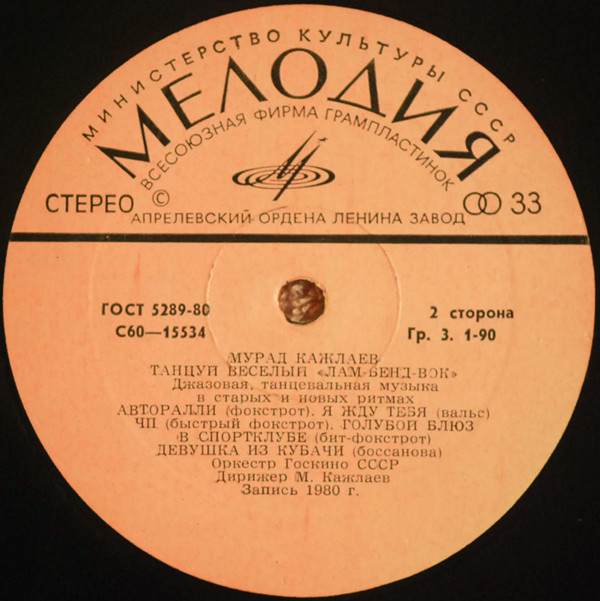 МИНИСТЕРСТВО КУЛЬТУРЫ СССР
МЕЛОДИЯ
ВСЕСОЮЗНАЯ ФИРМА ГРАМПЛАСТИНОК
СТЕРЕО © 33
АПРЕЛЕВСКИЙ ОРДЕНА ЛЕНИНА ЗАВОД
ГОСТ 5289-80
С60—15534
2 сторона
Гр. 3. 1-90
МУРАД КАЖЛАЕВ
ТАНЦУЙ ВЕСЕЛЫЙ «ЛАМ-БЕНД-ВОК»
Джазовая, танцевальная музыка
в старых и новых ритмах
АВТОРАЛЛИ (фокстрот). Я ЖДУ ТЕБЯ (вальс)
ЧП (быстрый фокстрот). ГОЛУБОЙ БЛЮЗ
В СПОРТКЛУБЕ (бит-фокстрот)
ДЕВУШКА ИЗ КУБАЧИ (боссанова)
Оркестр Госкино СССР
Дирижер М. Кажлаев
Запись 1980 г.